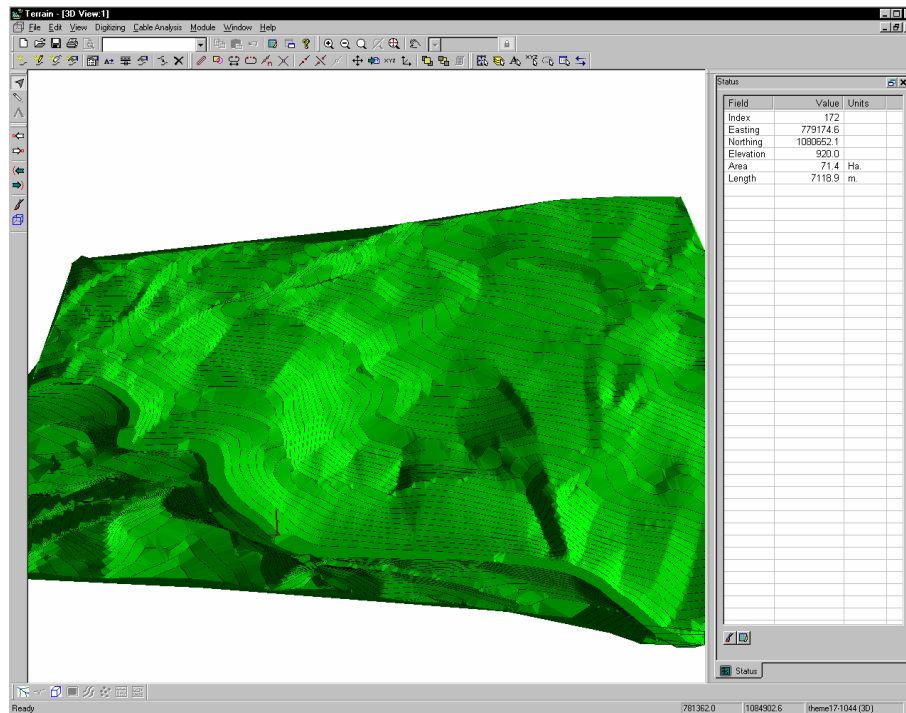 Terrain - [3D View:1]
File Edit View Digitizing Cable Analysis Module Window Help
XYZ
Status
Field Value Units
Index 172
Easting 779174.6
Northing 1080652.1
Elevation 920.0
Area 71.4 Ha.
Length 7118.9 m.
Status
Ready 781362.0 1084902.6 theme17-1044 (3D)